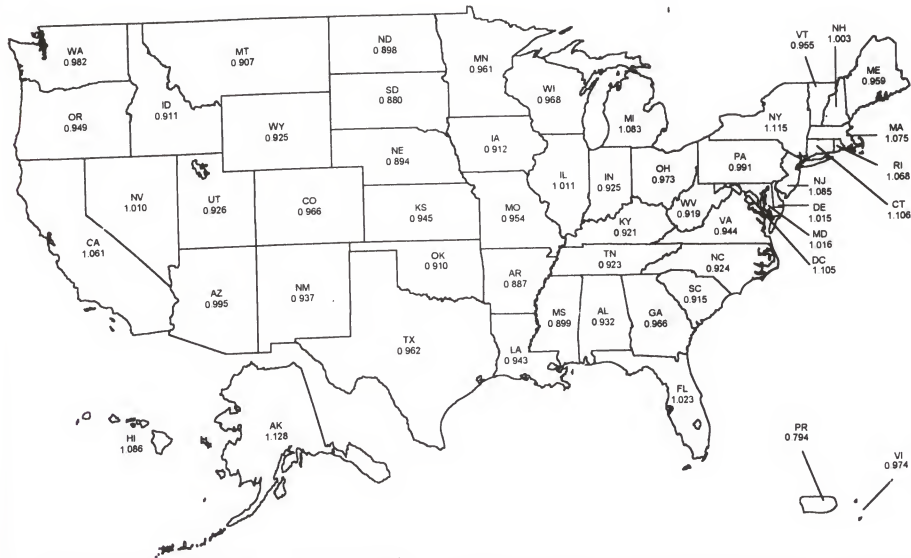 WA
0.982
MT
0.907
ND
0.898
MN
0.961
VT
0.955
NH
1.003
ME
0.959
OR
0.949
ID
0.911
SD
0.880
WI
0.968
MI
1.083
NY
1.115
MA
1.075
WY
0.925
IA
0.912
NE
0.894
PA
0.991
RI
1.068
NV
1.010
UT
0.926
CO
0.966
IL
1.011
IN
0.925
OH
0.973
NJ
1.085
CT
1.106
KS
0.945
MO
0.954
WV
0.919
VA
0.944
DE
1.015
MD
1.016
DC
1.105
CA
1.061
KY
0.921
TN
0.923
NC
0.924
OK
0.910
AR
0.887
SC
0.915
AZ
0.995
NM
0.937
MS
0.899
AL
0.932
GA
0.966
TX
0.962
LA
0.943
FL
1.023
HI
1.086
AK
1.128
PR
0.794
VI
0.974